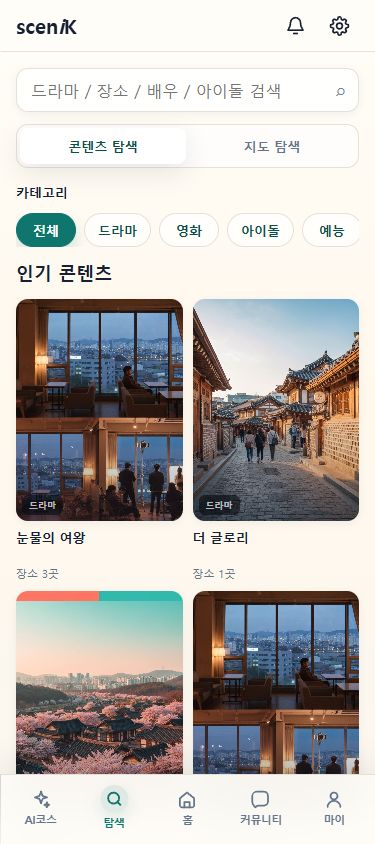 sceniK
드라마 / 장소 / 배우 / 아이돌 검색
콘텐츠 탐색 지도 탐색
카테고리
전체 드라마 영화 아이돌 예능
인기 콘텐츠
드라마 드라마
눈물의 여왕 더 글로리
장소 3곳 장소 1곳
AI코스 탐색 홈 커뮤니티 마이